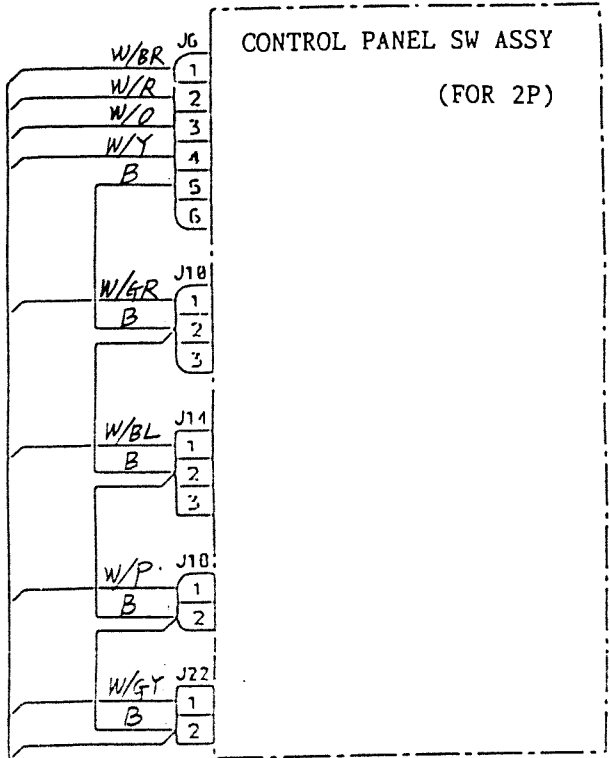 CONTROL PANEL SW ASSY
(FOR 2P)
J6
W/BR 1
W/R 2
W/O 3
W/Y 4
B 5
6
J10
W/GR 1
B 2
3
J14
W/BL 1
B 2
3
J18
W/P 1
B 2
J22
W/GY 1
B 2